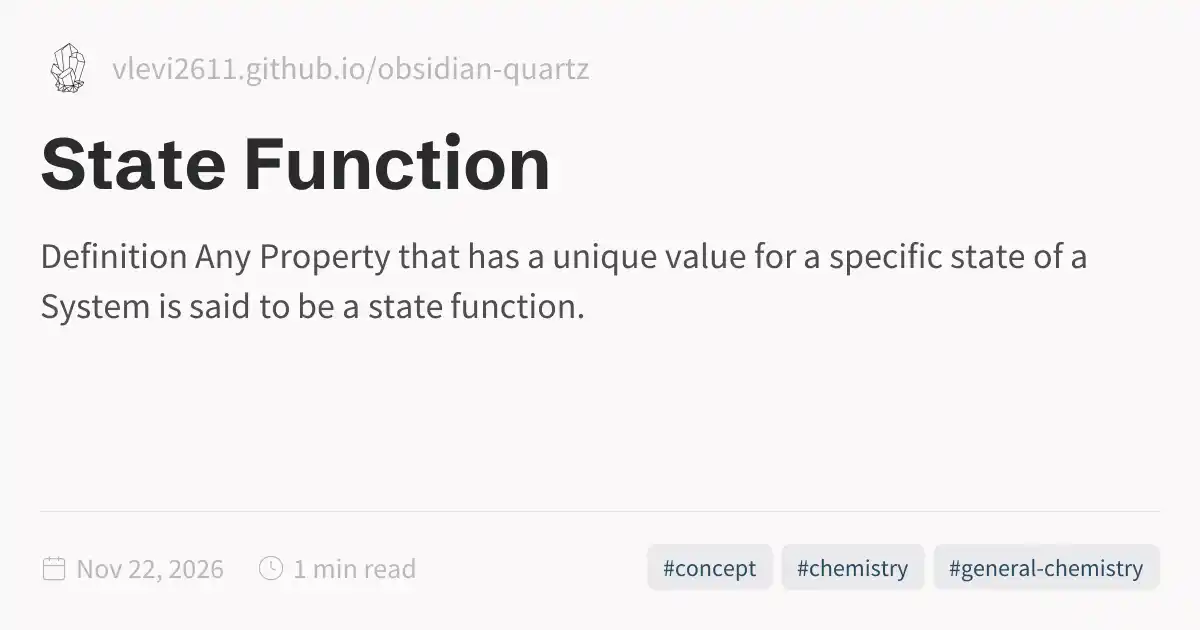 vlevi2611.github.io/obsidian-quartz
State Function
Definition Any Property that has a unique value for a specific state of a
System is said to be a state function.
Nov 22, 2026 1 min read #concept #chemistry #general-chemistry